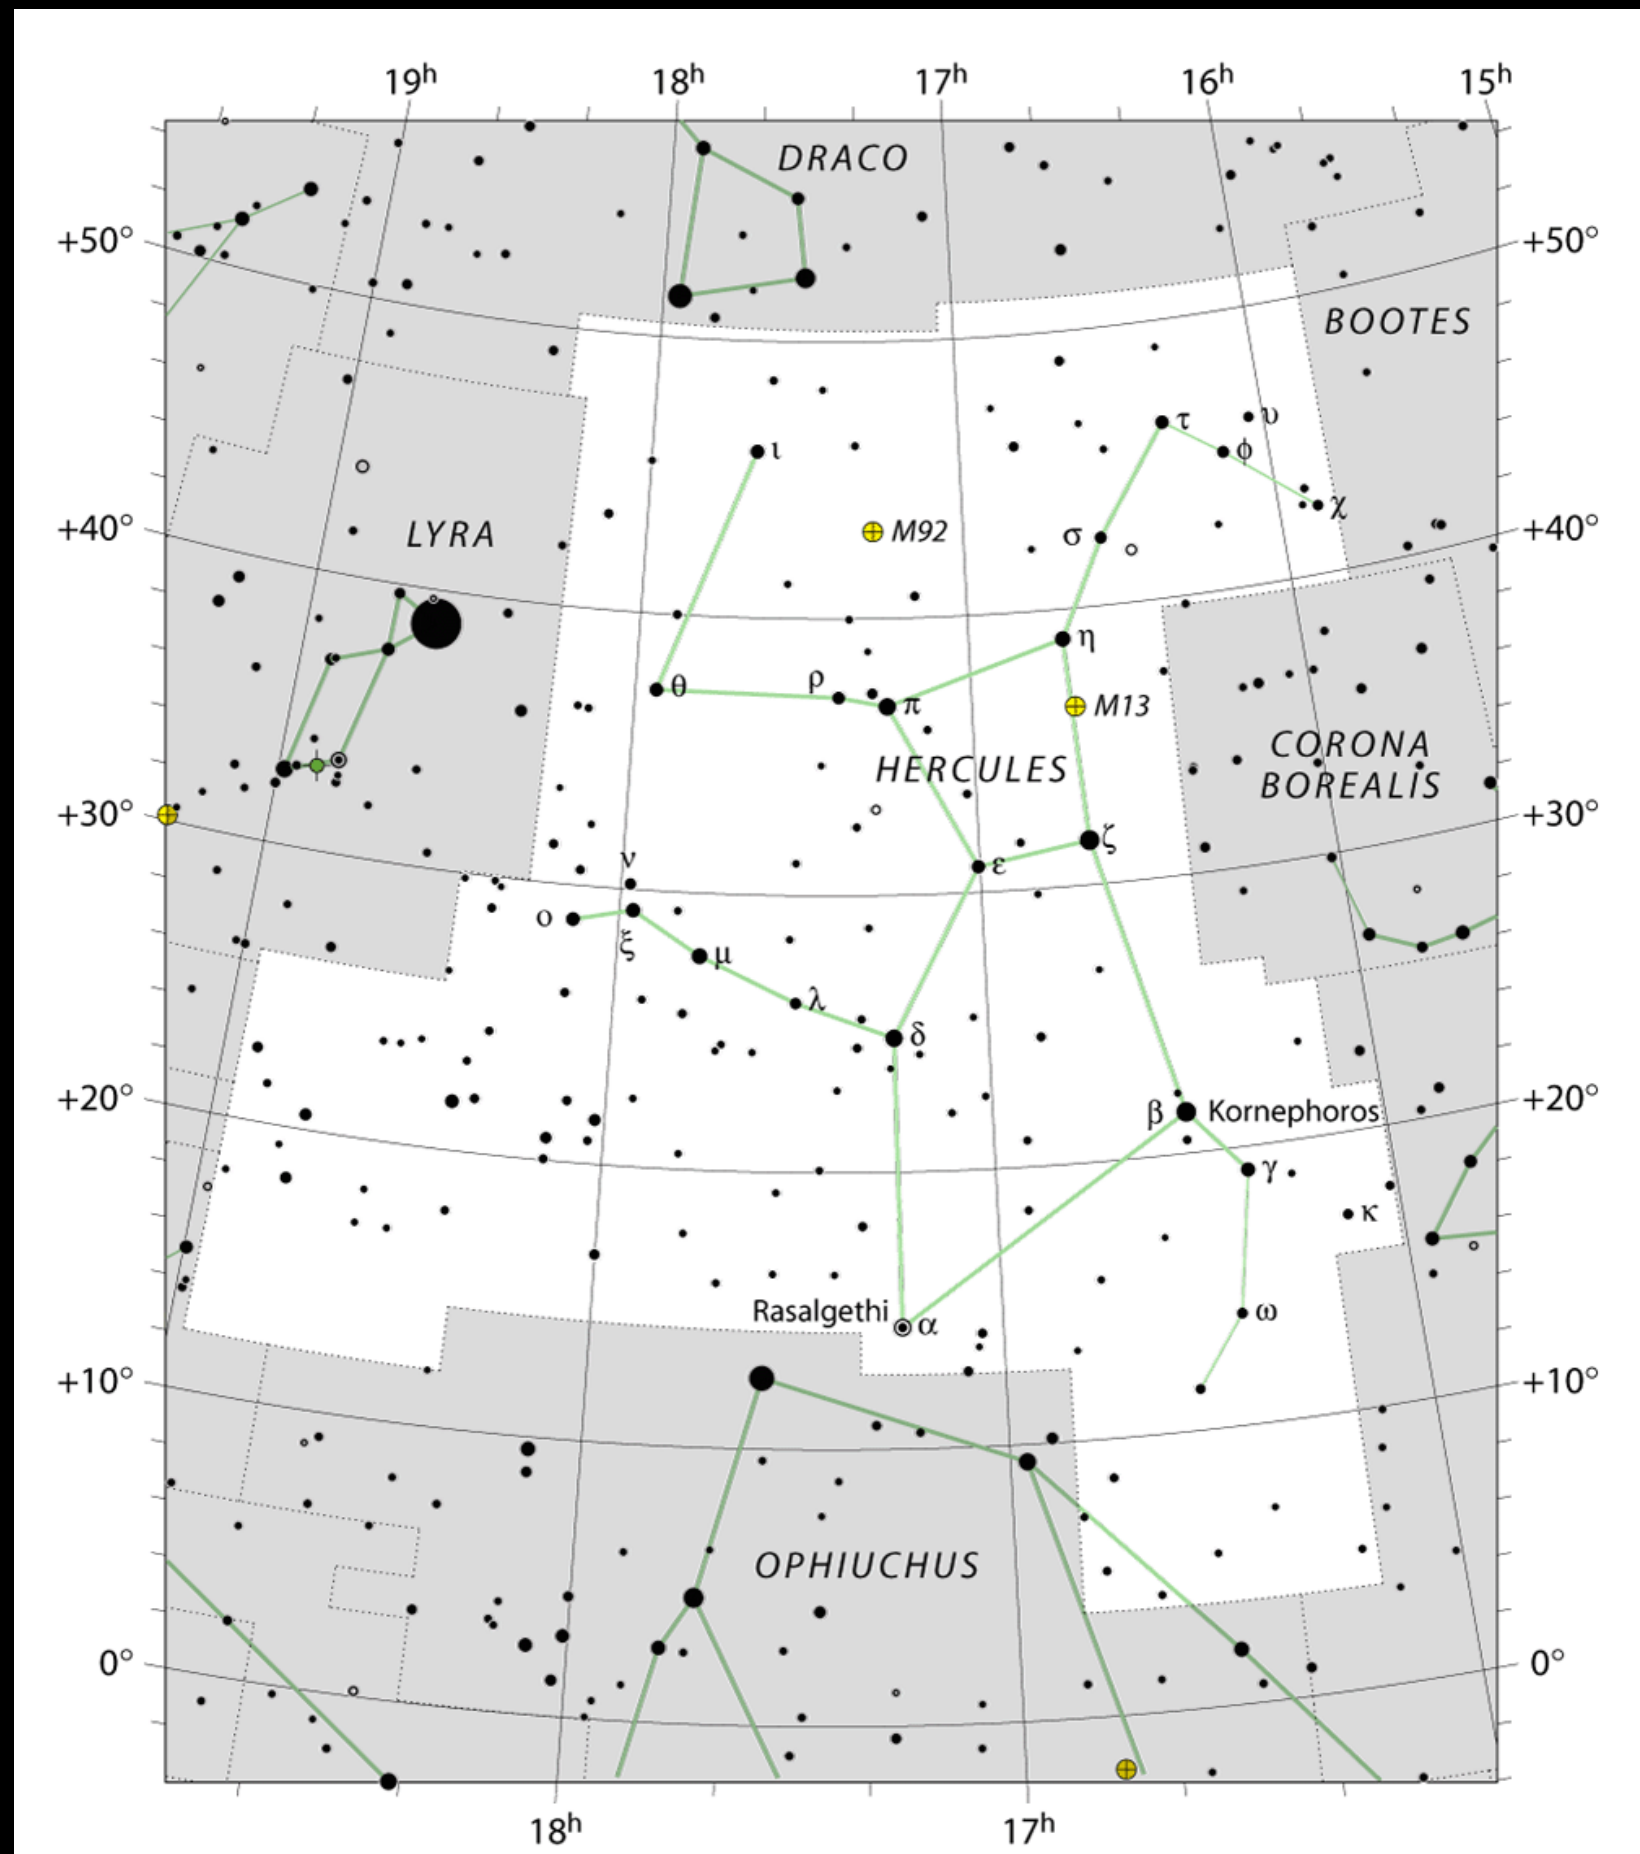 19h 18h 17h 16h 15h
DRACO
+50° +50°
BOOTES
ι τ υ
φ
χ
+40° LYRA M92 σ +40°
η
θ ρ π M13
HERCULES CORONA
BOREALIS
+30° +30°
ν ε ζ
ο
ξ μ
λ
δ
+20° β Kornephoros +20°
γ
κ
Rasalgethi α ω
+10° +10°
OPHIUCHUS
0° 0°
18h 17h